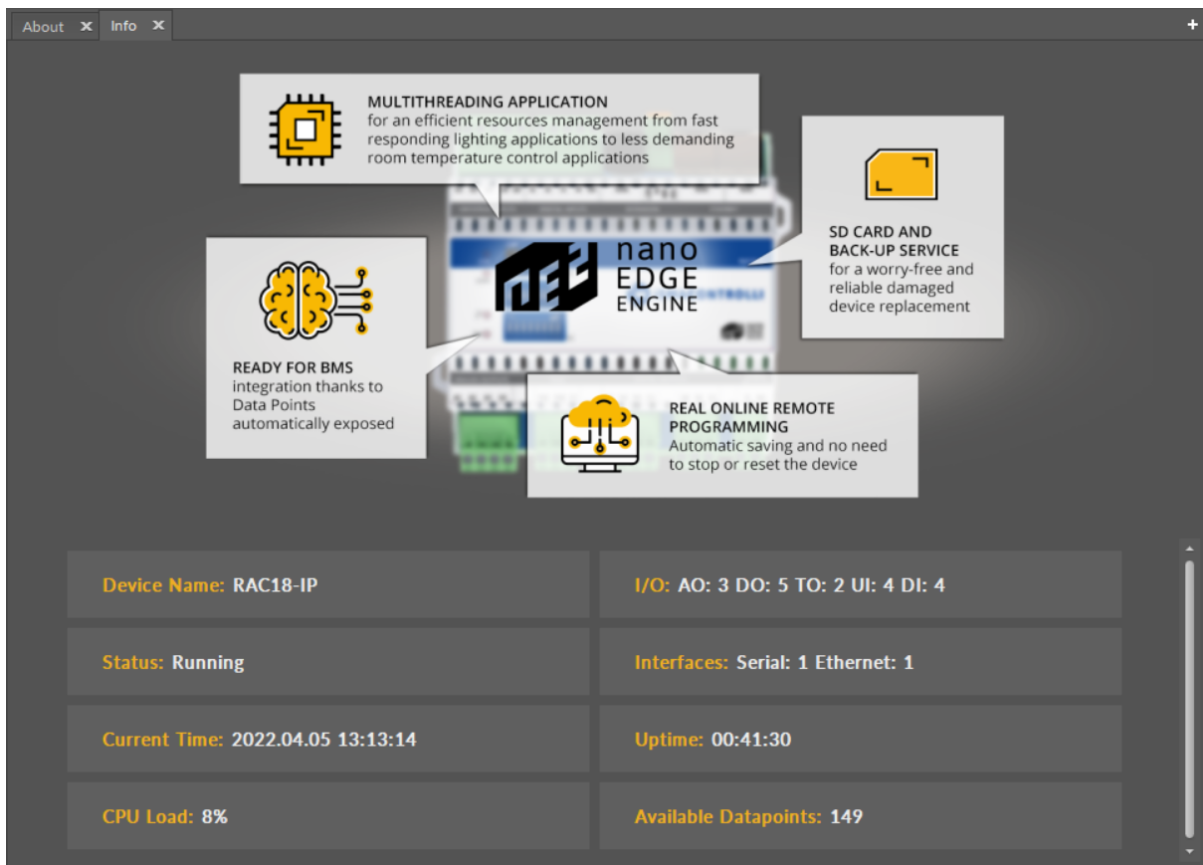 About
Info
MULTITHREADING APPLICATION
for an efficient resources management from fast
responding lighting applications to less demanding
room temperature control applications
SD CARD AND
BACK-UP SERVICE
for a worry-free and
reliable damaged
device replacement
nano
EDGE
ENGINE
READY FOR BMS
integration thanks to
Data Points
automatically exposed
REAL ONLINE REMOTE
PROGRAMMING
Automatic saving and no need
to stop or reset the device
Device Name: RAC18-IP
I/O: AO: 3 DO: 5 TO: 2 UI: 4 DI: 4
Status: Running
Interfaces: Serial: 1 Ethernet: 1
Current Time: 2022.04.05 13:13:14
Uptime: 00:41:30
CPU Load: 8%
Available Datapoints: 149